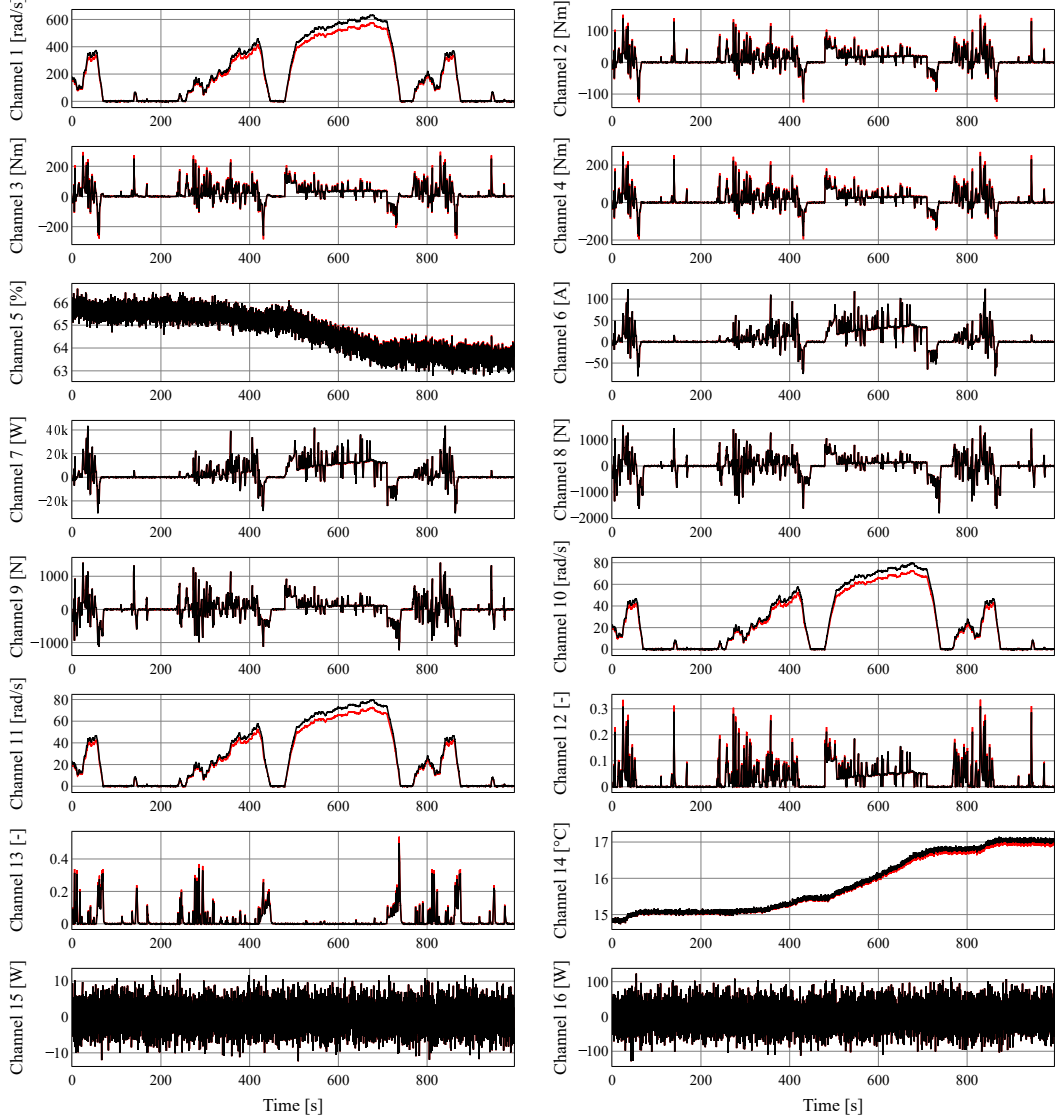 Channel 1 [rad/s]
600
400
200
0
0 200 400 600 800
Channel 2 [Nm]
100
0
−100
0 200 400 600 800
Channel 3 [Nm]
200
0
−200
0 200 400 600 800
Channel 4 [Nm]
200
0
−200
0 200 400 600 800
Channel 5 [%]
66
65
64
63
0 200 400 600 800
Channel 6 [A]
100
50
0
−50
0 200 400 600 800
Channel 7 [W]
40k
20k
0
−20k
0 200 400 600 800
Channel 8 [N]
1000
0
−1000
−2000
0 200 400 600 800
Channel 9 [N]
1000
0
−1000
0 200 400 600 800
Channel 10 [rad/s]
80
60
40
20
0
0 200 400 600 800
Channel 11 [rad/s]
80
60
40
20
0
0 200 400 600 800
Channel 12 [-]
0.3
0.2
0.1
0
0 200 400 600 800
Channel 13 [-]
0.4
0.2
0
0 200 400 600 800
Channel 14 [°C]
17
16
15
0 200 400 600 800
Channel 15 [W]
10
0
−10
0 200 400 600 800
Time [s]
Channel 16 [W]
100
0
−100
0 200 400 600 800
Time [s]